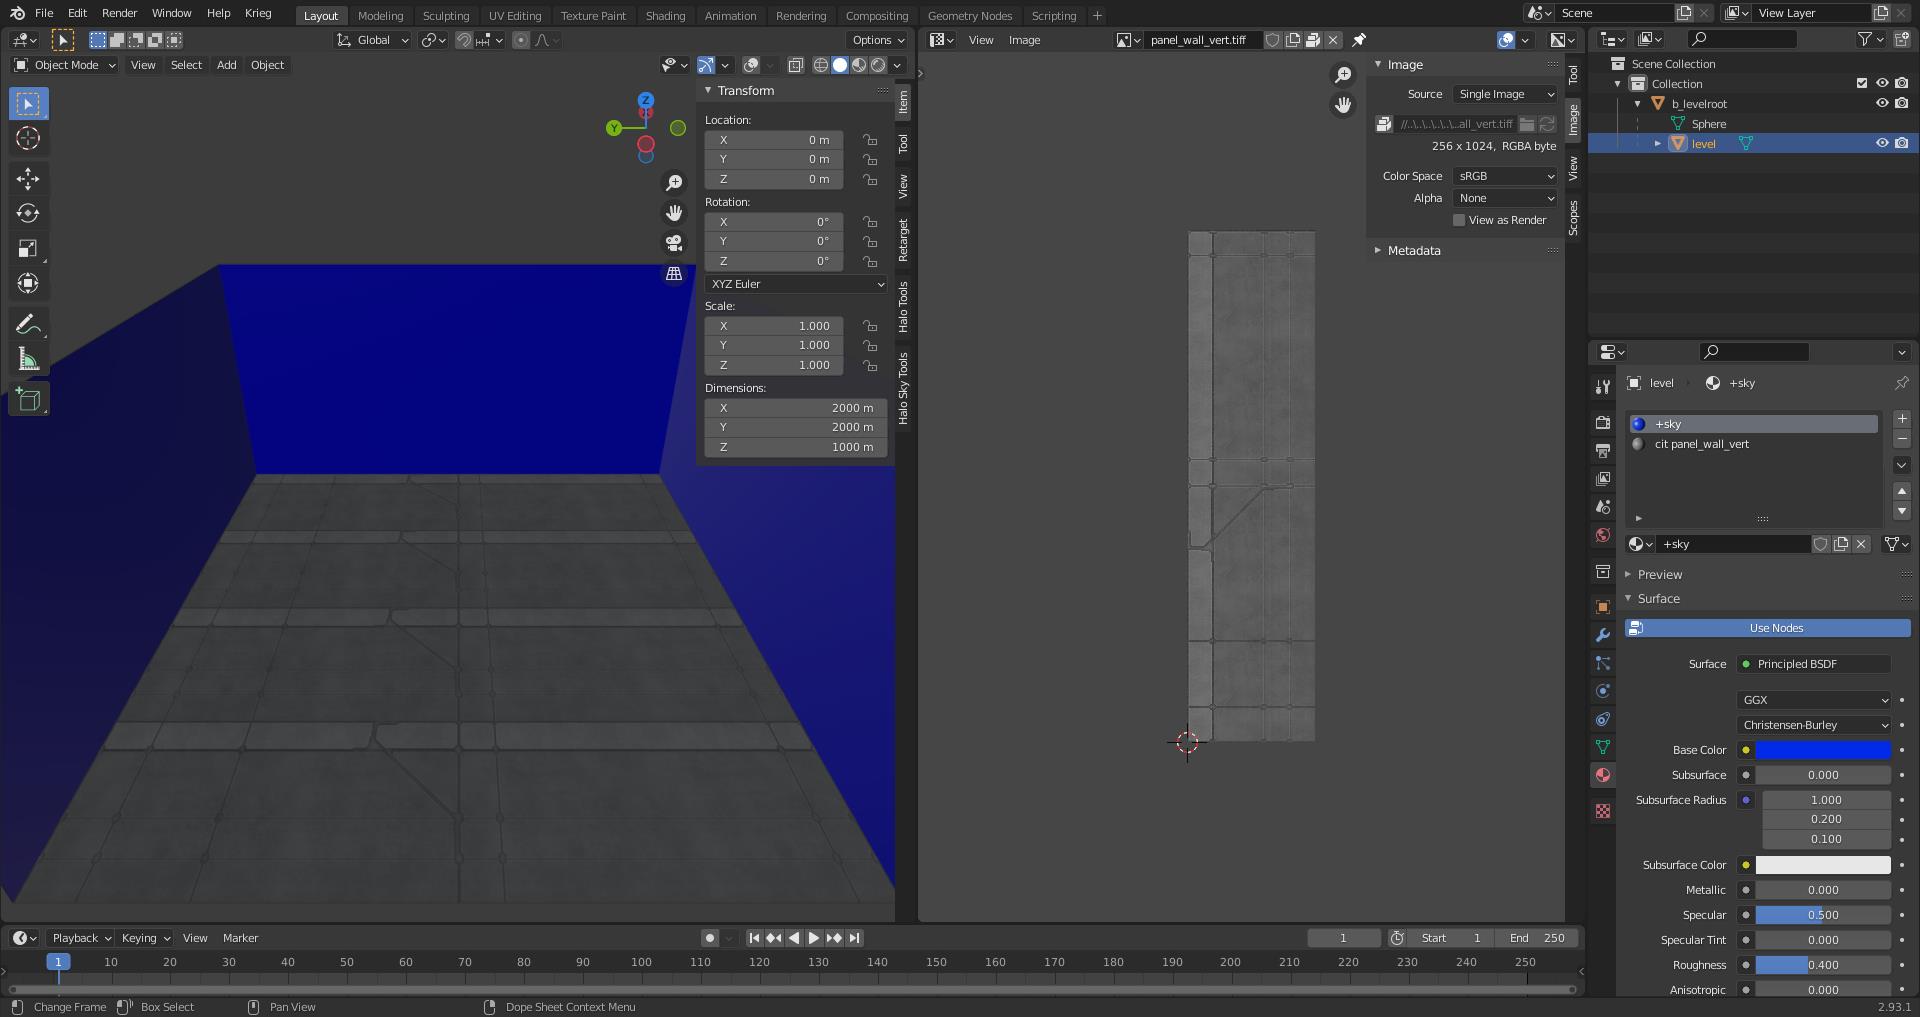 File Edit Render Window Help Krieg Layout Modeling Sculpting UV Editing Texture Paint Shading Animation Rendering Compositing Geometry Nodes Scripting + Scene View Layer
Global Options View Image panel_wall_vert.tiff
Object Mode View Select Add Object
Transform
Location:
X 0 m
Y 0 m
Z 0 m
Rotation:
X 0°
Y 0°
Z 0°
XYZ Euler
Scale:
X 1.000
Y 1.000
Z 1.000
Dimensions:
X 2000 m
Y 2000 m
Z 1000 m
Item
Tool
View
Retarget
Halo Tools
Halo Sky Tools
Z
Y
Image
Source Single Image
//..\..\..\..\..\...all_vert.tiff
256 x 1024, RGBA byte
Color Space sRGB
Alpha None
View as Render
Metadata
Tool
Image
View
Scopes
Scene Collection
Collection
b_levelroot
Sphere
level
level +sky
+sky
cit panel_wall_vert
+sky
Preview
Surface
Use Nodes
Surface Principled BSDF
GGX
Christensen-Burley
Base Color
Subsurface 0.000
Subsurface Radius 1.000
0.200
0.100
Subsurface Color
Metallic 0.000
Specular 0.500
Specular Tint 0.000
Roughness 0.400
Anisotropic 0.000
Playback Keying View Marker 1 Start 1 End 250
1 10 20 30 40 50 60 70 80 90 100 110 120 130 140 150 160 170 180 190 200 210 220 230 240 250
Change Frame Box Select Pan View Dope Sheet Context Menu 2.93.1